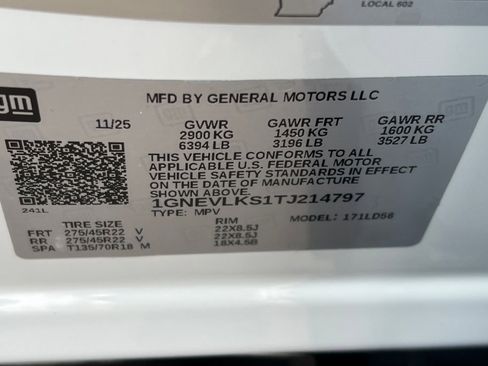 LOCAL 602
gm
MFD BY GENERAL MOTORS LLC
11/25 GVWR GAWR FRT GAWR RR
2900 KG 1450 KG 1600 KG
6394 LB 3196 LB 3527 LB
THIS VEHICLE CONFORMS TO ALL
APPLICABLE U.S. FEDERAL MOTOR
VEHICLE SAFETY STANDARDS IN EFFECT
ON THE DATE OF MANUFACTURE
SHOWN ABOVE.
1GNEVLKS1TJ214797
TYPE: MPV MODEL: 171LD56
241L
TIRE SIZE RIM
FRT 275/45R22 V 22X8.5J
RR 275/45R22 V 22X8.5J
SPA T135/70R18 M 18X4.5B